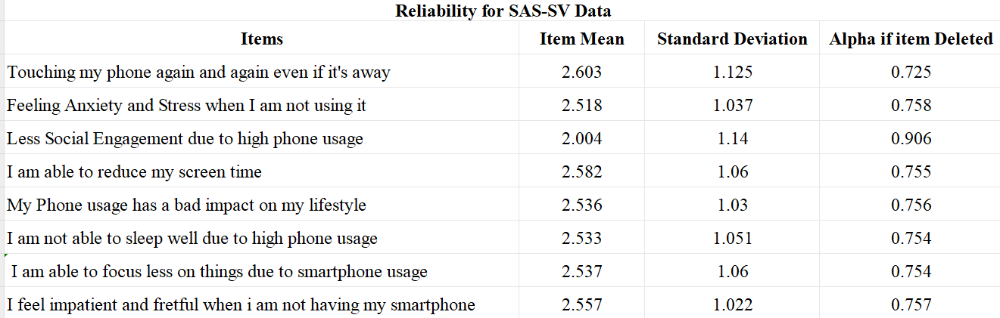 Reliability for SAS-SV Data
Items Item Mean Standard Deviation Alpha if item Deleted
Touching my phone again and again even if it's away 2.603 1.125 0.725
Feeling Anxiety and Stress when I am not using it 2.518 1.037 0.758
Less Social Engagement due to high phone usage 2.004 1.14 0.906
I am able to reduce my screen time 2.582 1.06 0.755
My Phone usage has a bad impact on my lifestyle 2.536 1.03 0.756
I am not able to sleep well due to high phone usage 2.533 1.051 0.754
I am able to focus less on things due to smartphone usage 2.537 1.06 0.754
I feel impatient and fretful when i am not having my smartphone 2.557 1.022 0.757